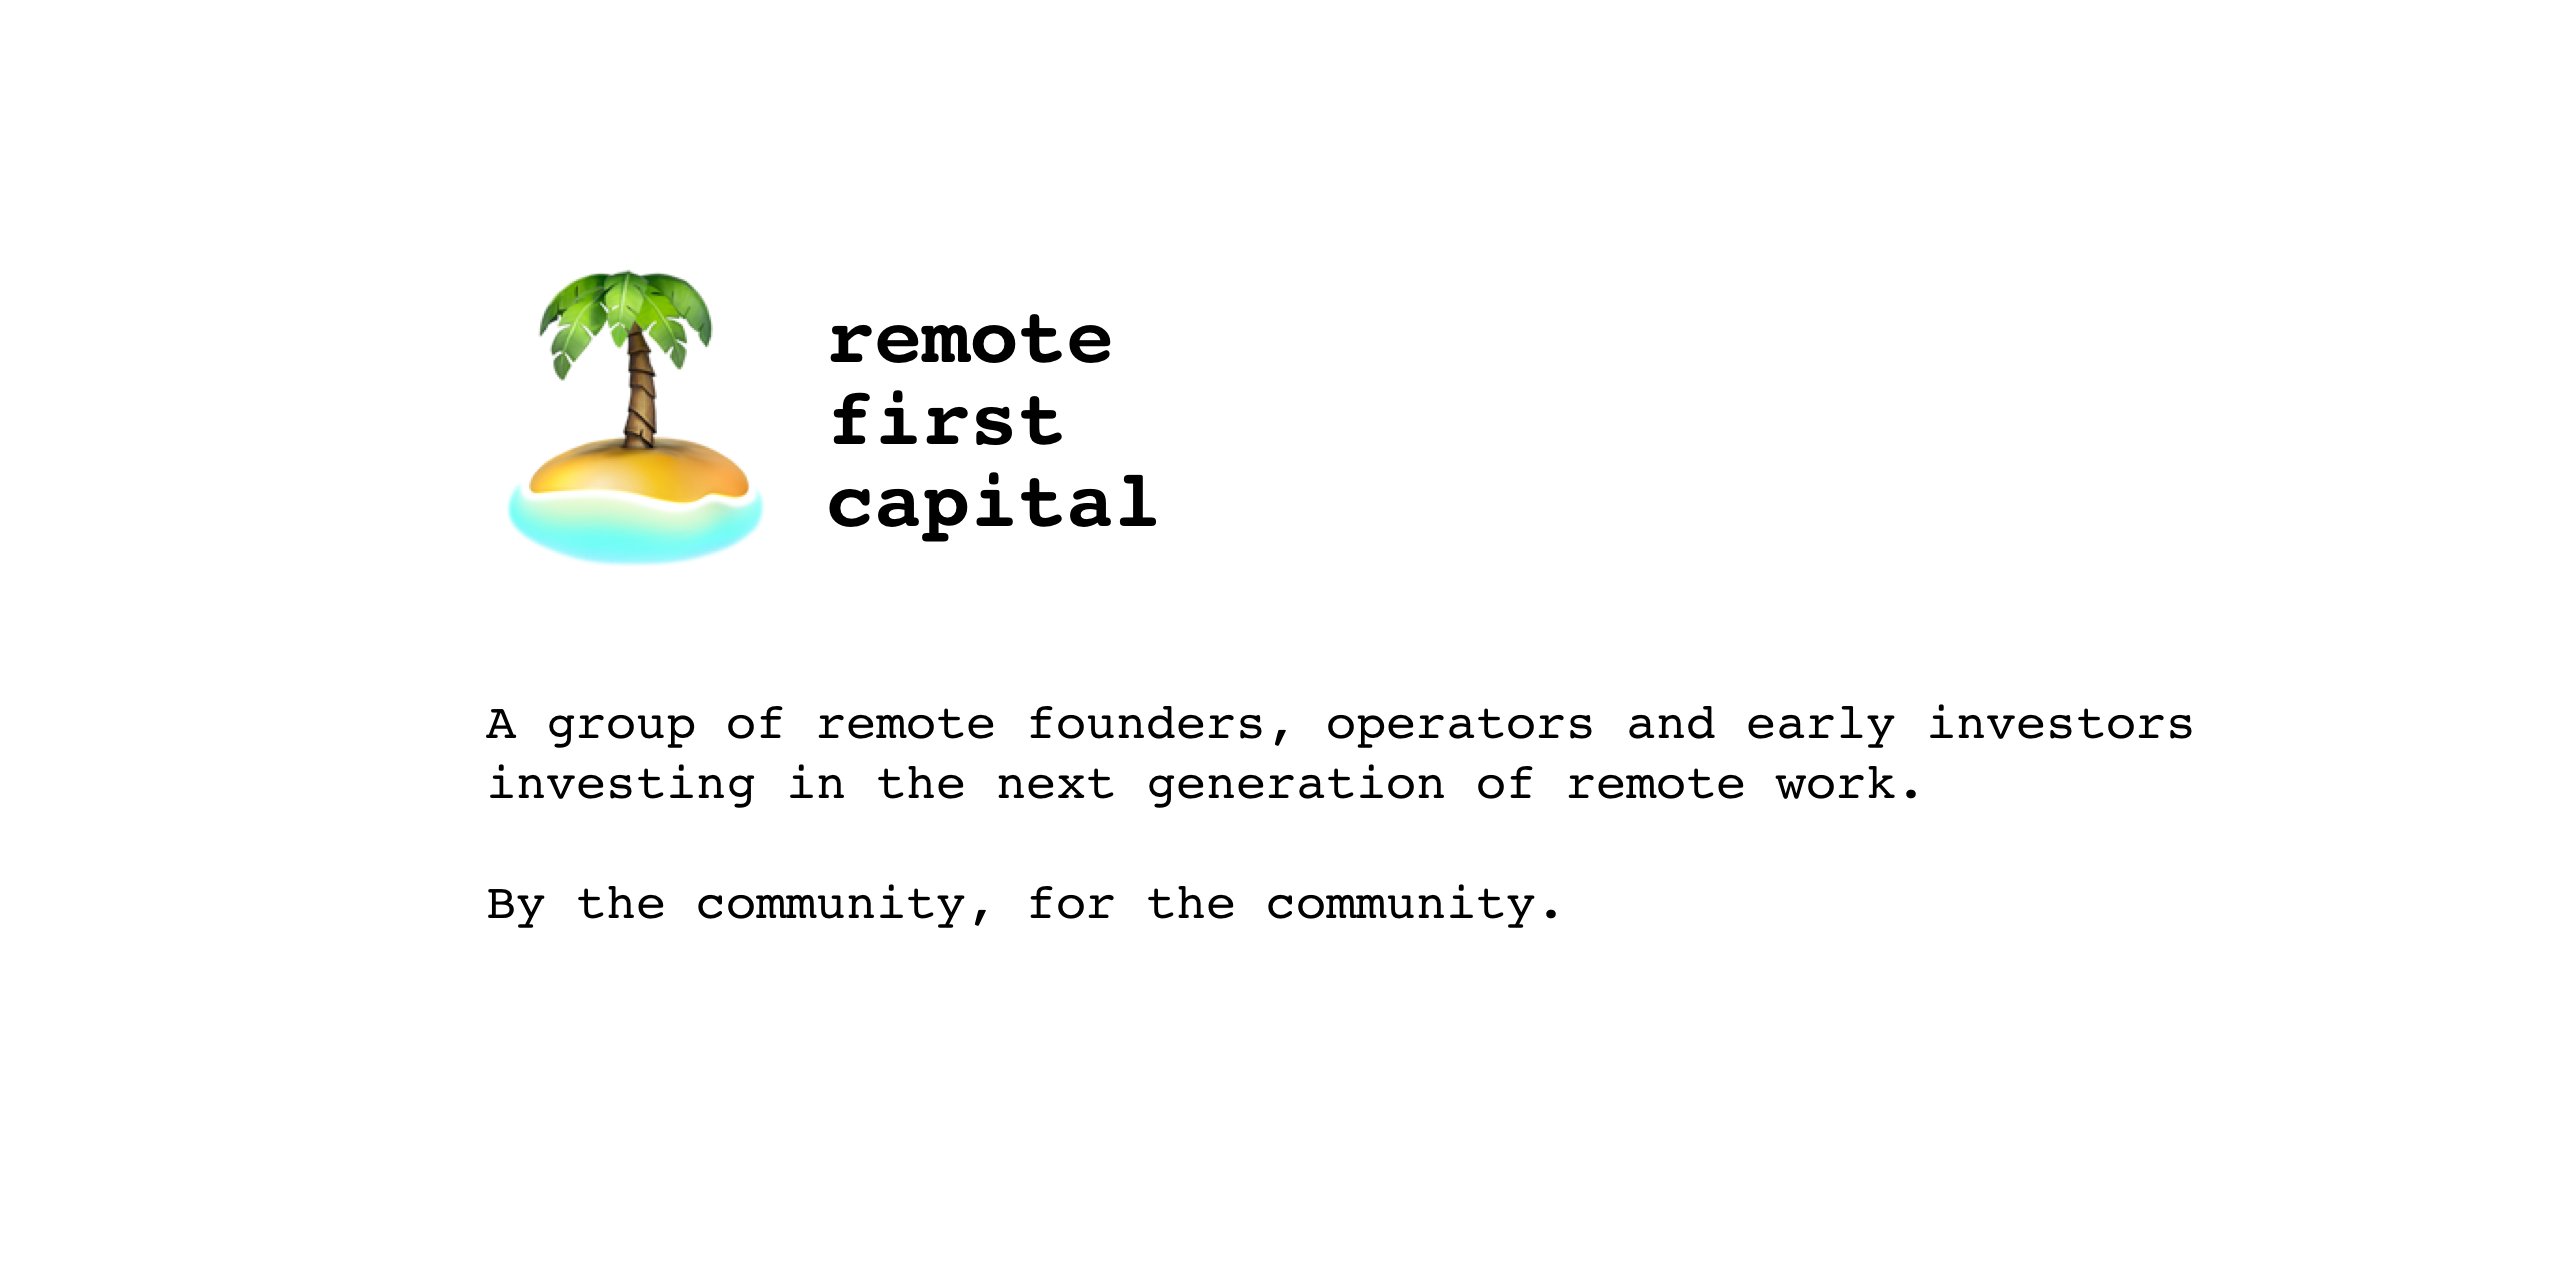 remote
first
capital
A group of remote founders, operators and early investors
investing in the next generation of remote work.
By the community, for the community.